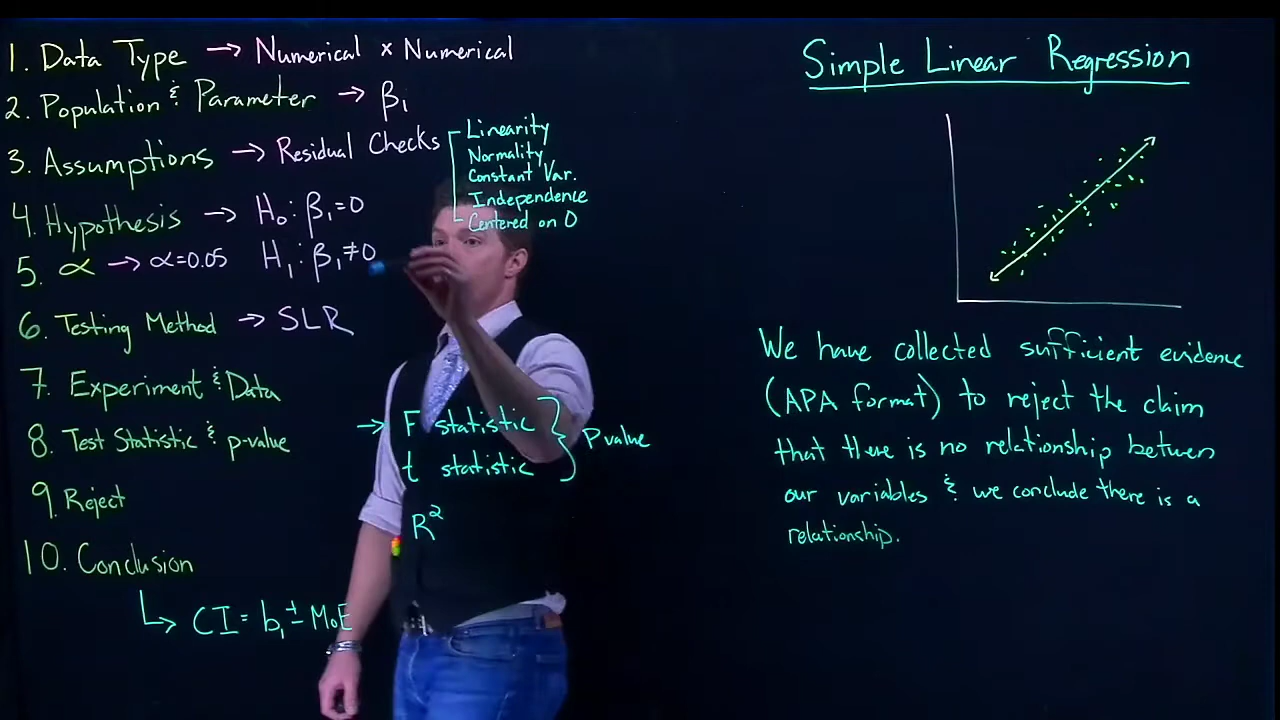 1. Data Type → Numerical x Numerical
2. Population & Parameter → β₁
3. Assumptions → Residual Checks
Linearity
Normality
Constant Var.
Independence
Centered on 0
4. Hypothesis → H₀: β₁=0
H₁: β₁≠0
5. α → α=0.05
6. Testing Method → SLR
7. Experiment & Data
8. Test Statistic & p-value
→ F statistic
t statistic
P value
R²
9. Reject
10. Conclusion
↳ CI = b₁ ± MoE
Simple Linear Regression
We have collected sufficient evidence
(APA format) to reject the claim
that there is no relationship between
our variables & we conclude there is a
relationship.